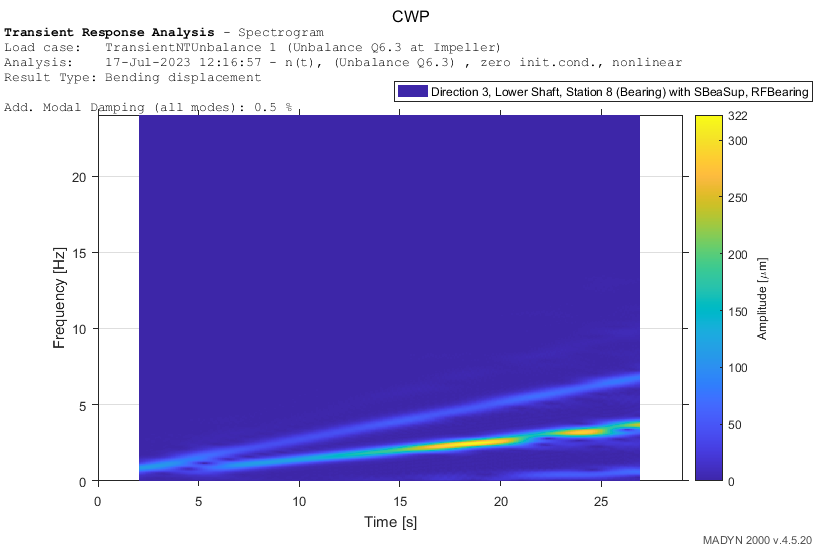 CWP
Transient Response Analysis - Spectrogram
Load case: TransientNTUnbalance 1 (Unbalance Q6.3 at Impeller)
Analysis: 17-Jul-2023 12:16:57 - n(t), (Unbalance Q6.3) , zero init.cond., nonlinear
Result Type: Bending displacement
Direction 3, Lower Shaft, Station 8 (Bearing) with SBeaSup, RFBearing
Add. Modal Damping (all modes): 0.5 %
20
15
10
5
0
Frequency [Hz]
0 5 10 15 20 25
Time [s]
322
300
250
200
150
100
50
0
Amplitude [µm]
MADYN 2000 v.4.5.20